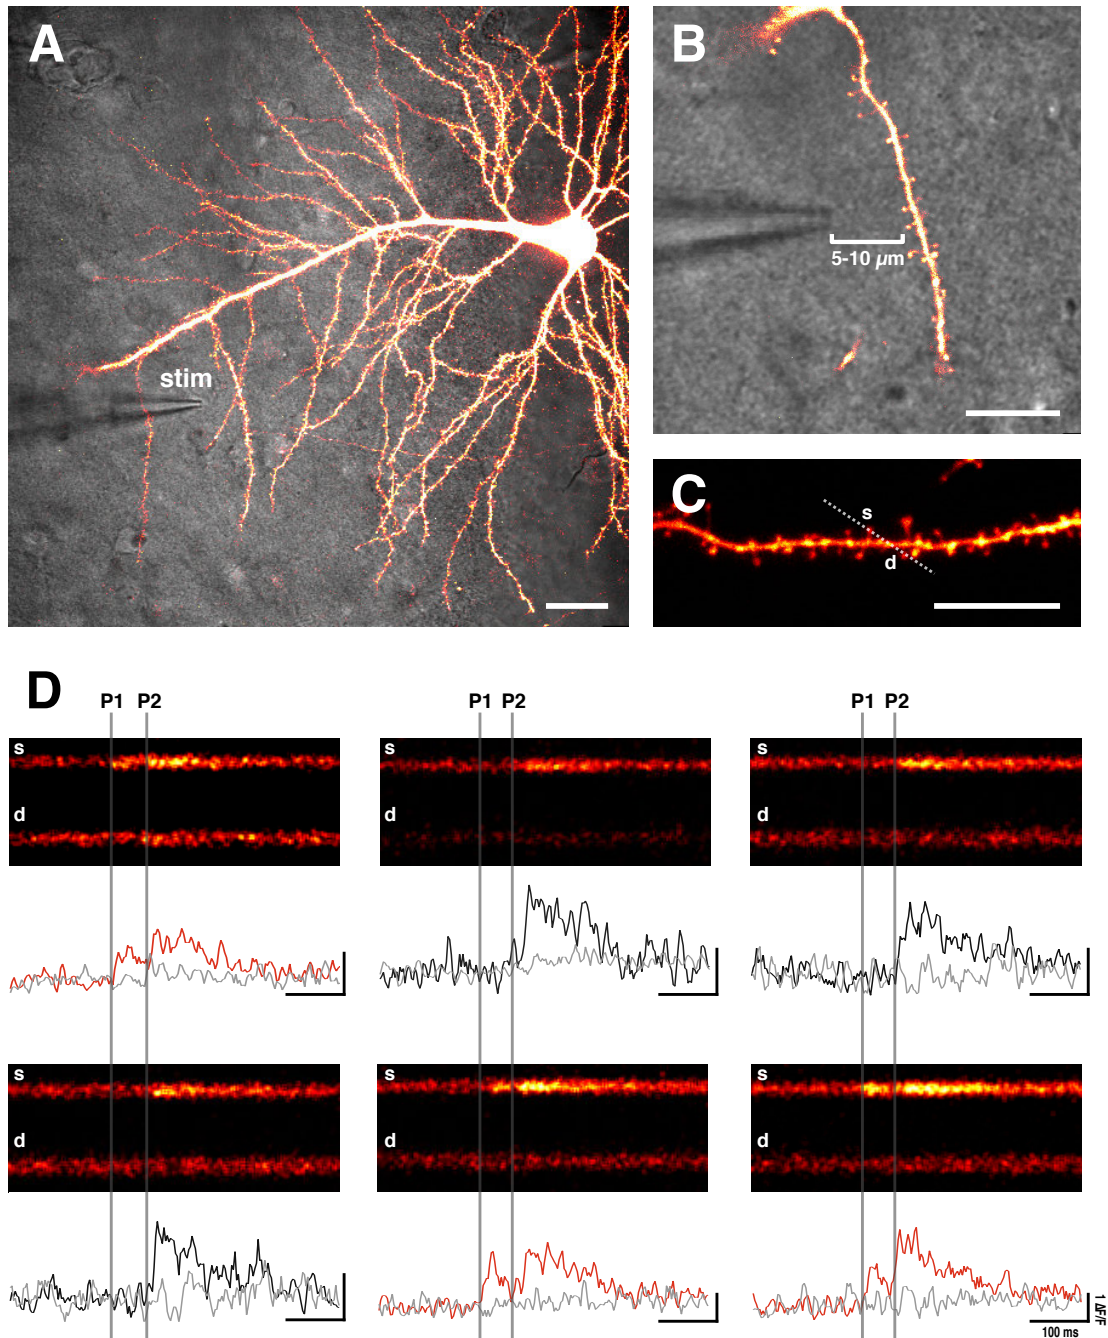 A
stim
B
5-10 µm
C
s
d
D
P1 P2 P1 P2 P1 P2
s s s
d d d
s s s
d d d
1 ΔF/F
100 ms